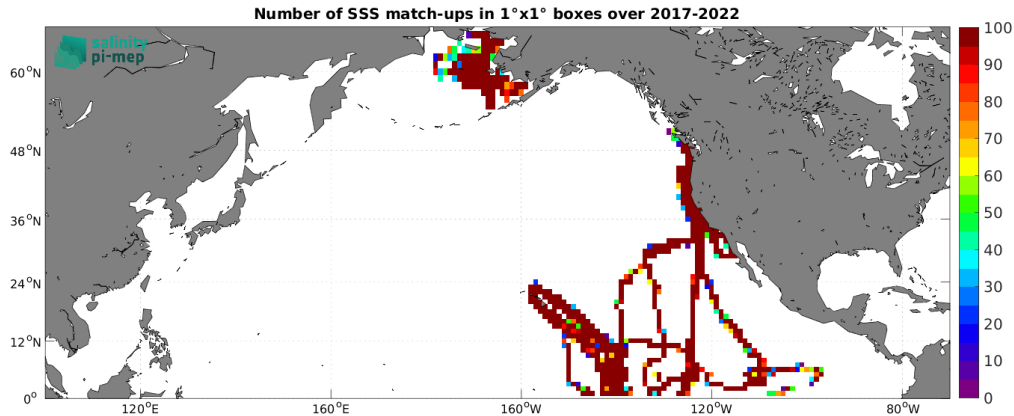 Number of SSS match-ups in 1°x1° boxes over 2017-2022
salinity
pi-mep
60°N
48°N
36°N
24°N
12°N
0°
120°E
160°E
160°W
120°W
80°W
100
90
80
70
60
50
40
30
20
10
0